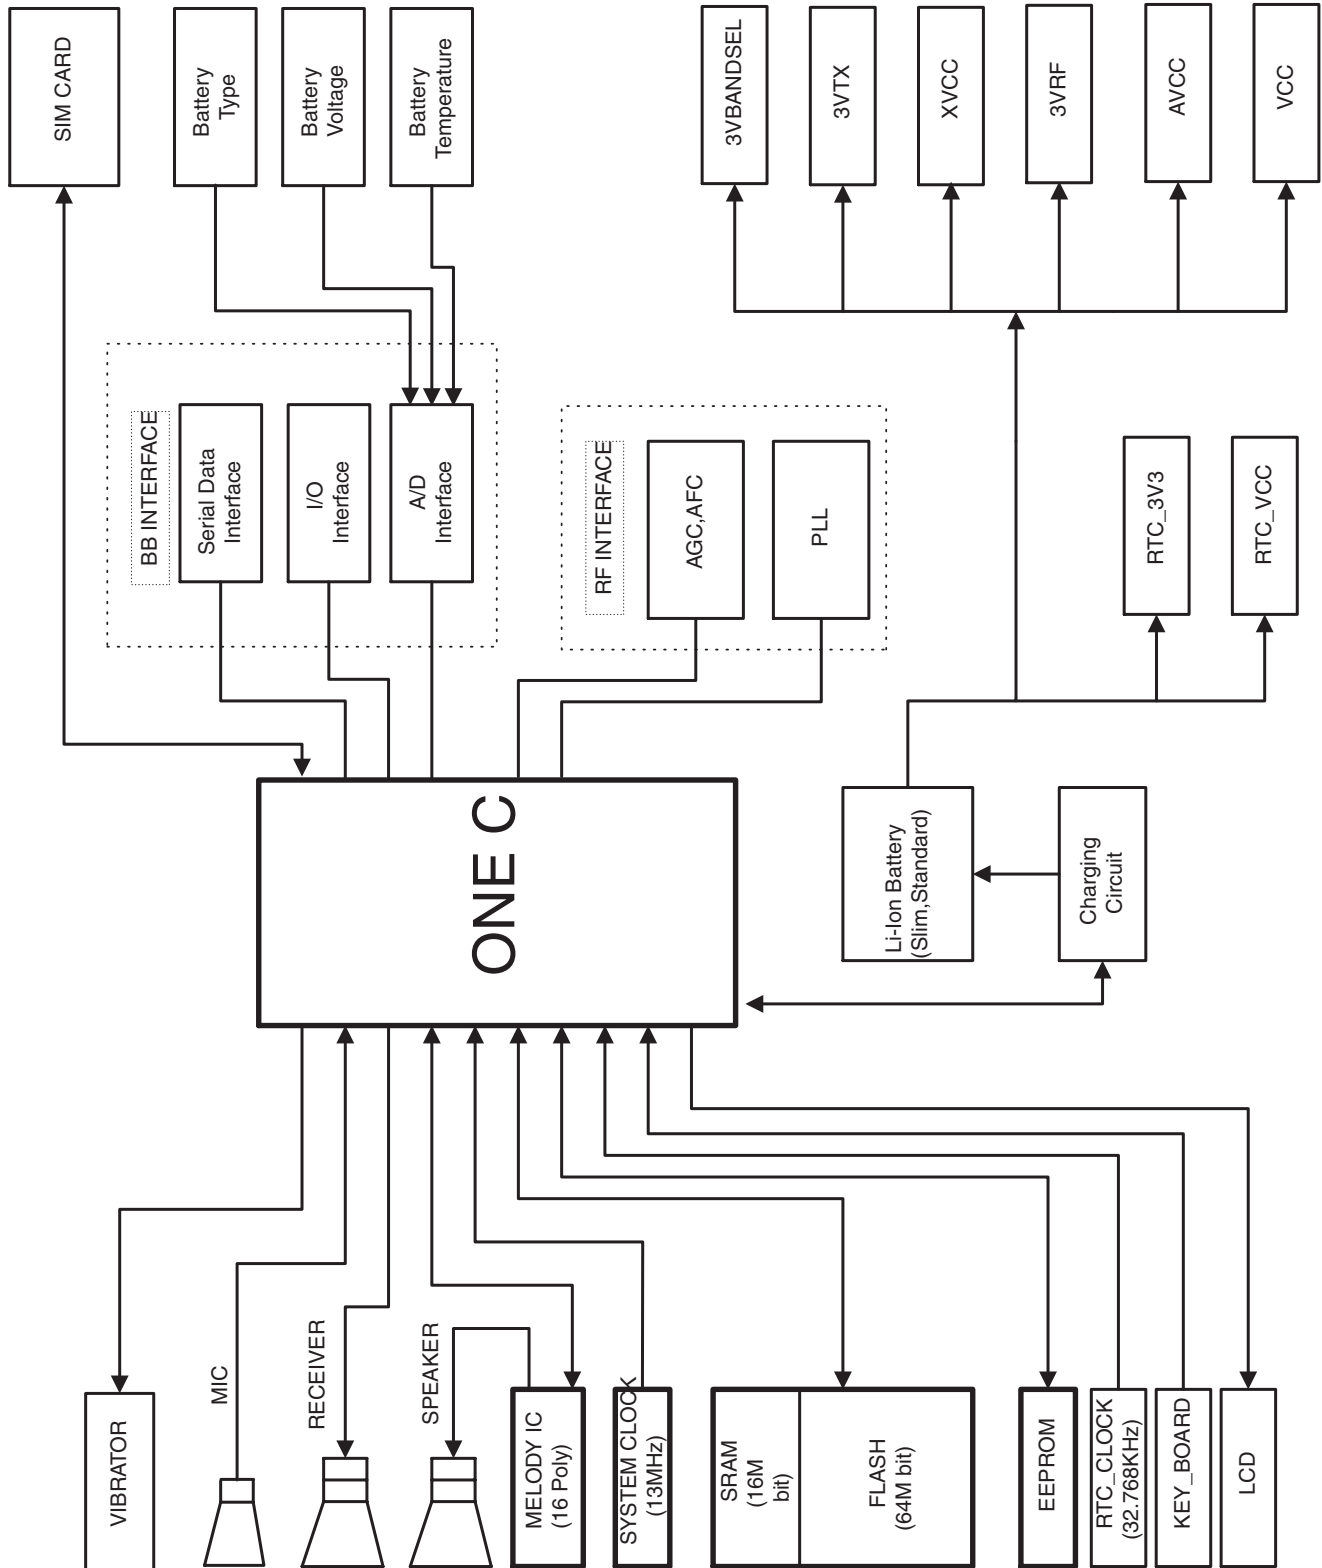 SIM CARD
Battery
Type
Battery
Voltage
Battery
Temperature
3VBANDSEL
3VTX
XVCC
3VRF
AVCC
VCC
BB INTERFACE
Serial Data
Interface
I/O
Interface
A/D
Interface
RF INTERFACE
AGC,AFC
PLL
RTC_3V3
RTC_VCC
ONE C
Li-Ion Battery
(Slim,Standard)
Charging
Circuit
VIBRATOR
MIC
RECEIVER
SPEAKER
MELODY IC
(16 Poly)
SYSTEM CLOCK
(13MHz)
SRAM
(16M
bit)
FLASH
(64M bit)
EEPROM
RTC_CLOCK
(32.768KHz)
KEY_BOARD
LCD